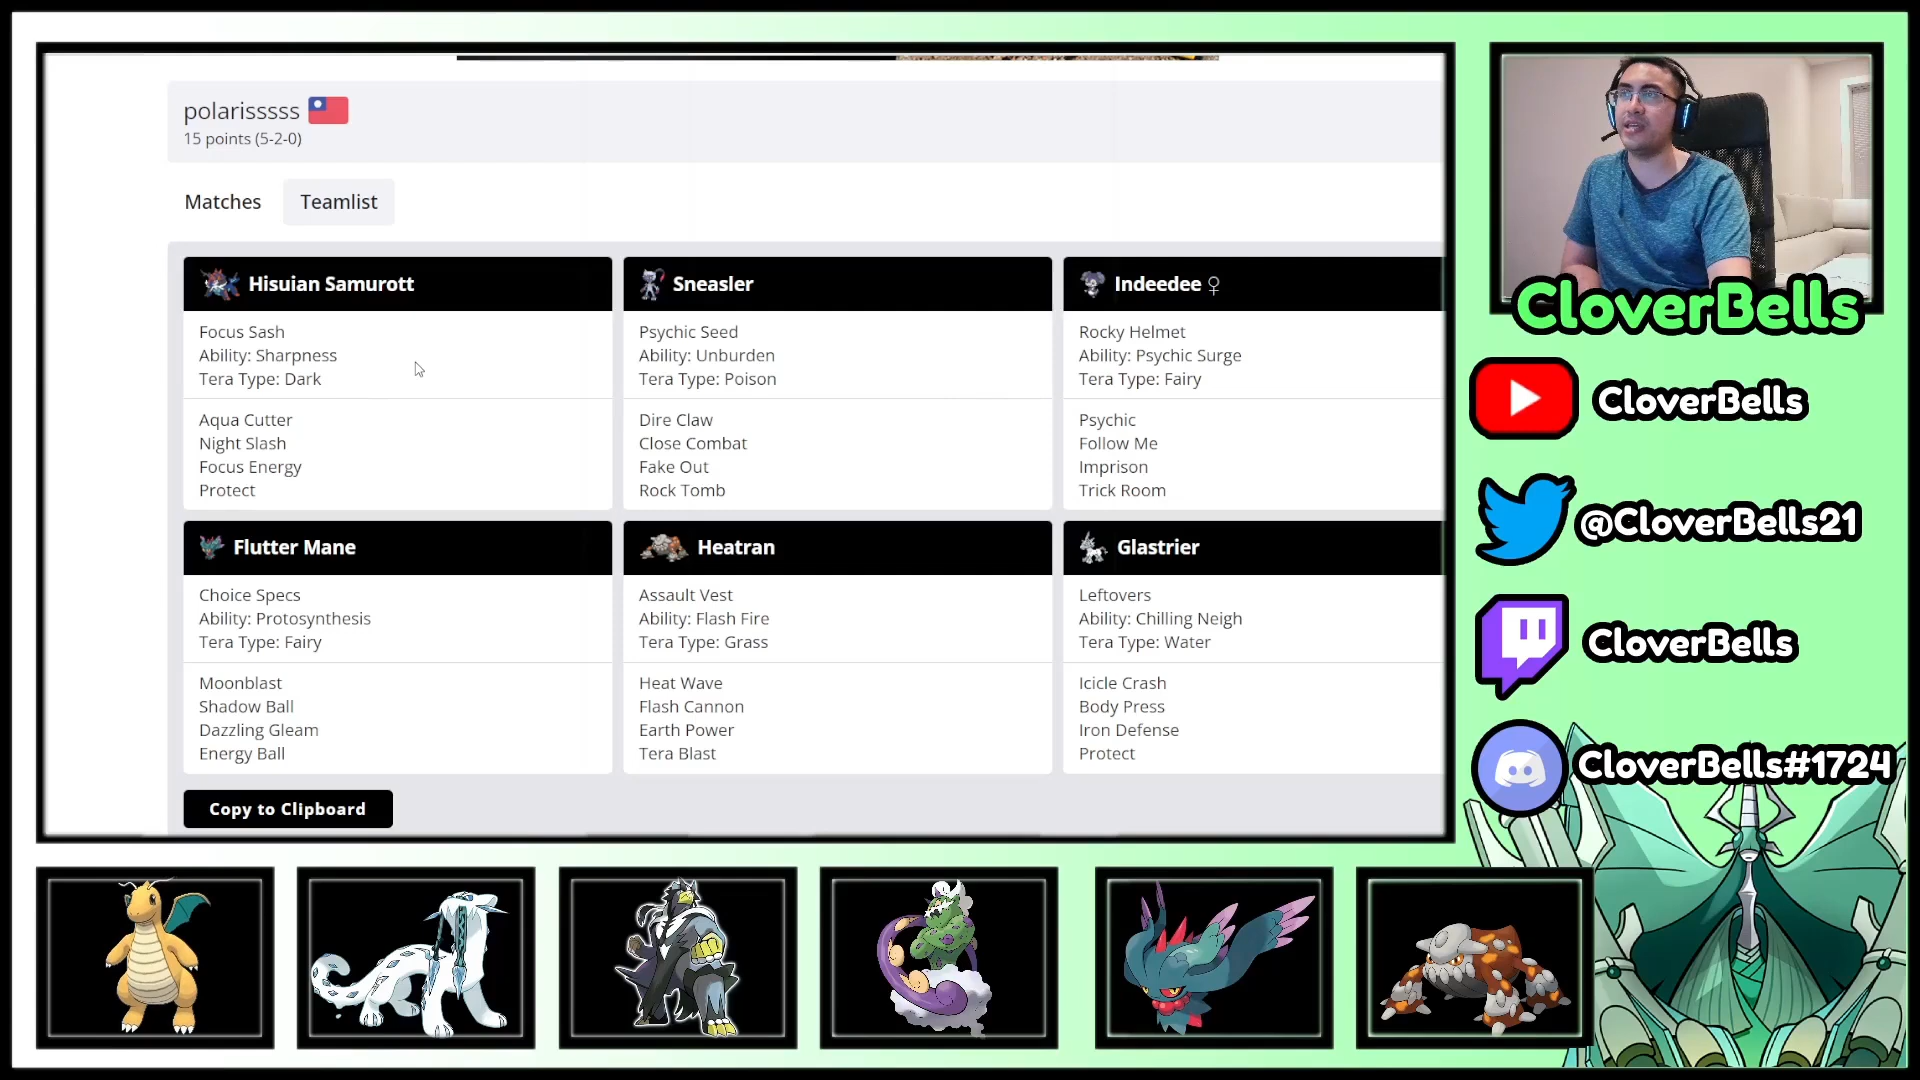 polarisssss
15 points (5-2-0)
Matches
Teamlist
Hisuian Samurott
Focus Sash
Ability: Sharpness
Tera Type: Dark
Aqua Cutter
Night Slash
Focus Energy
Protect
Sneasler
Psychic Seed
Ability: Unburden
Tera Type: Poison
Dire Claw
Close Combat
Fake Out
Rock Tomb
Indeedee ♀
Rocky Helmet
Ability: Psychic Surge
Tera Type: Fairy
Psychic
Follow Me
Imprison
Trick Room
Flutter Mane
Choice Specs
Ability: Protosynthesis
Tera Type: Fairy
Moonblast
Shadow Ball
Dazzling Gleam
Energy Ball
Heatran
Assault Vest
Ability: Flash Fire
Tera Type: Grass
Heat Wave
Flash Cannon
Earth Power
Tera Blast
Glastrier
Leftovers
Ability: Chilling Neigh
Tera Type: Water
Icicle Crash
Body Press
Iron Defense
Protect
Copy to Clipboard
CloverBells
CloverBells
@CloverBells21
CloverBells
CloverBells#1724